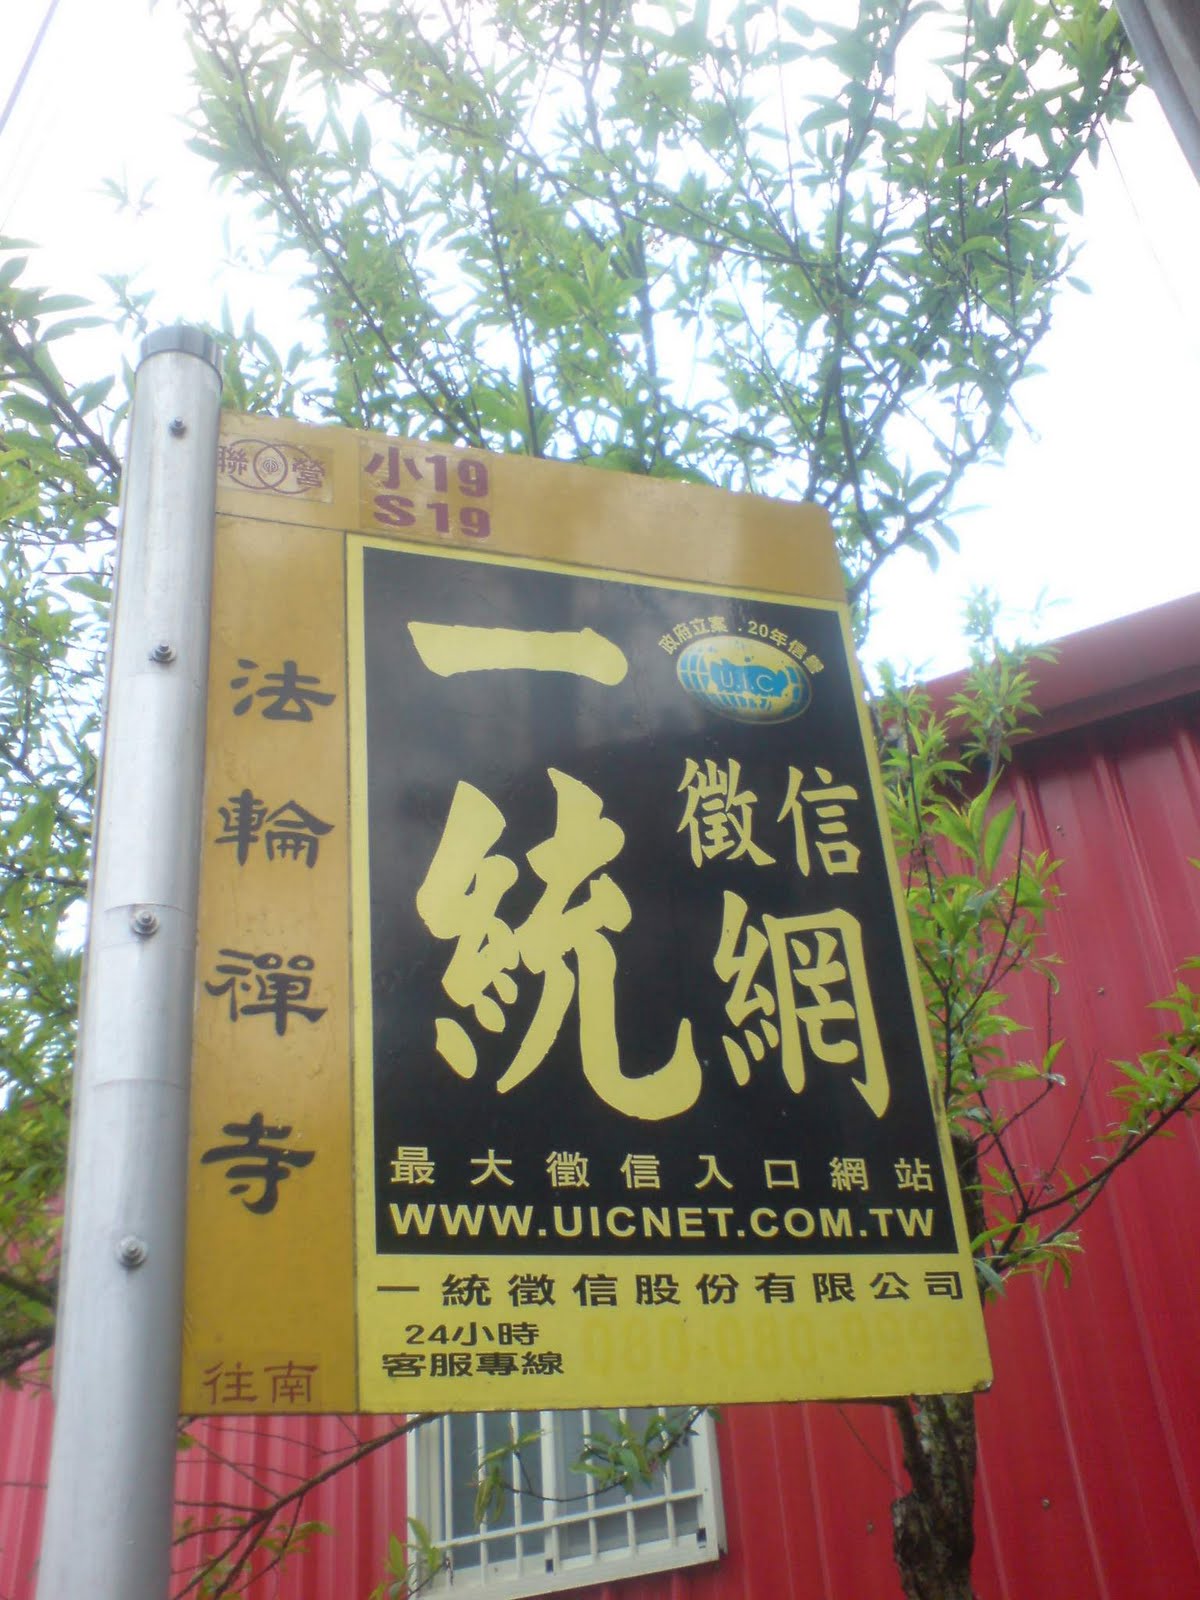 聯營
小19
S19
法輪禪寺
往南
政府立案．20年信譽
U.I.C
一統
徵信
網
最大徵信入口網站
WWW.UICNET.COM.TW
一統徵信股份有限公司
24小時
客服專線
080-080-